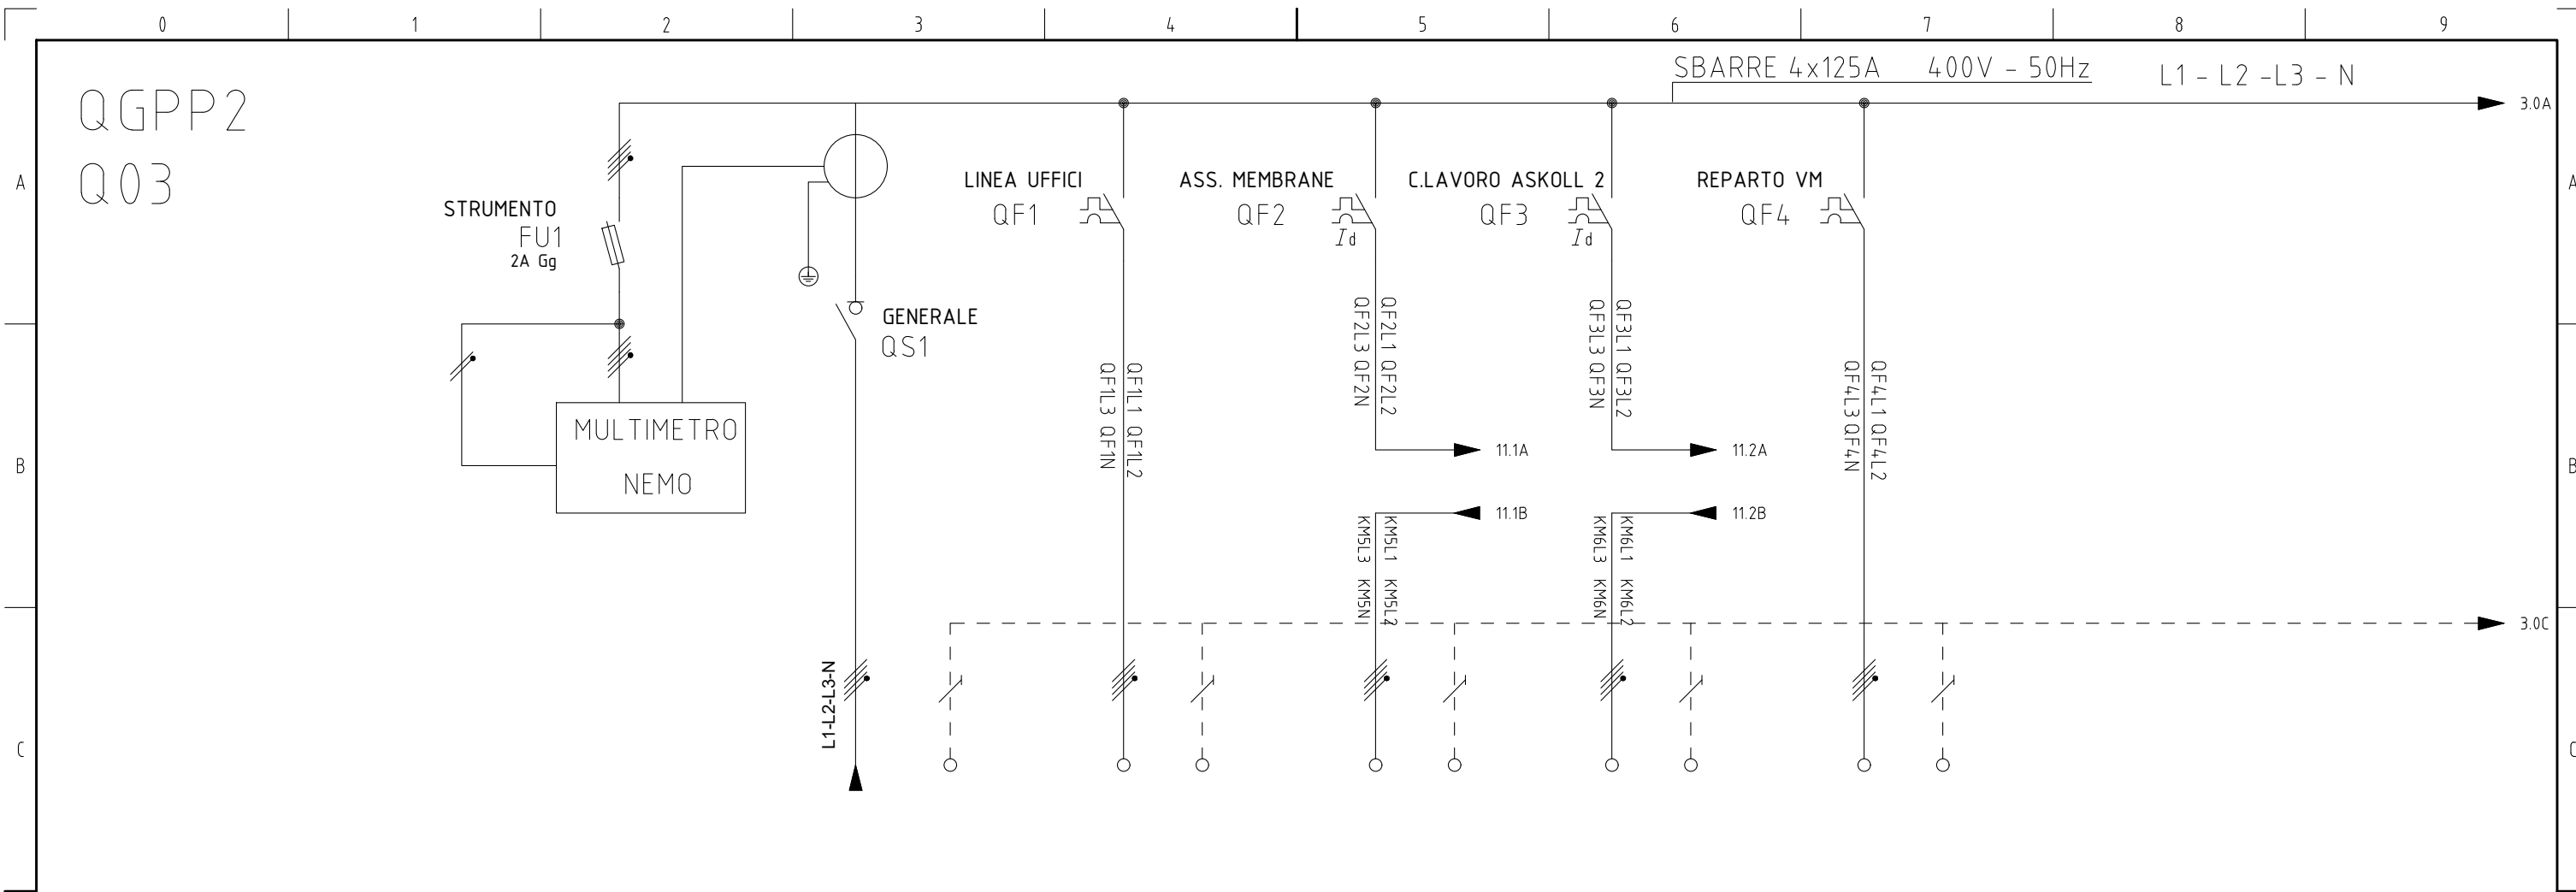 0 1 2 3 4 5 6 7 8 9
SBARRE 4x125A 400V - 50Hz L1 - L2 -L3 - N
QGPP2
3.0A
Q03
A
A
LINEA UFFICI
QF1
ASS. MEMBRANE
QF2
Id
C.LAVORO ASKOLL 2
QF3
Id
REPARTO VM
QF4
STRUMENTO
FU1
2A Gg
GENERALE
QS1
QF1L1 QF1L2
QF1L3 QF1N
QF2L1 QF2L2
QF2L3 QF2N
QF3L1 QF3L2
QF3L3 QF3N
QF4L1 QF4L2
QF4L3 QF4N
MULTIMETRO
NEMO
B
B
11.1A
11.2A
11.1B
11.2B
KM5L1 KM5L2
KM5L3 KM5N
KM6L1 KM6L2
KM6L3 KM6N
3.0C
L1-L2-L3-N
C
C